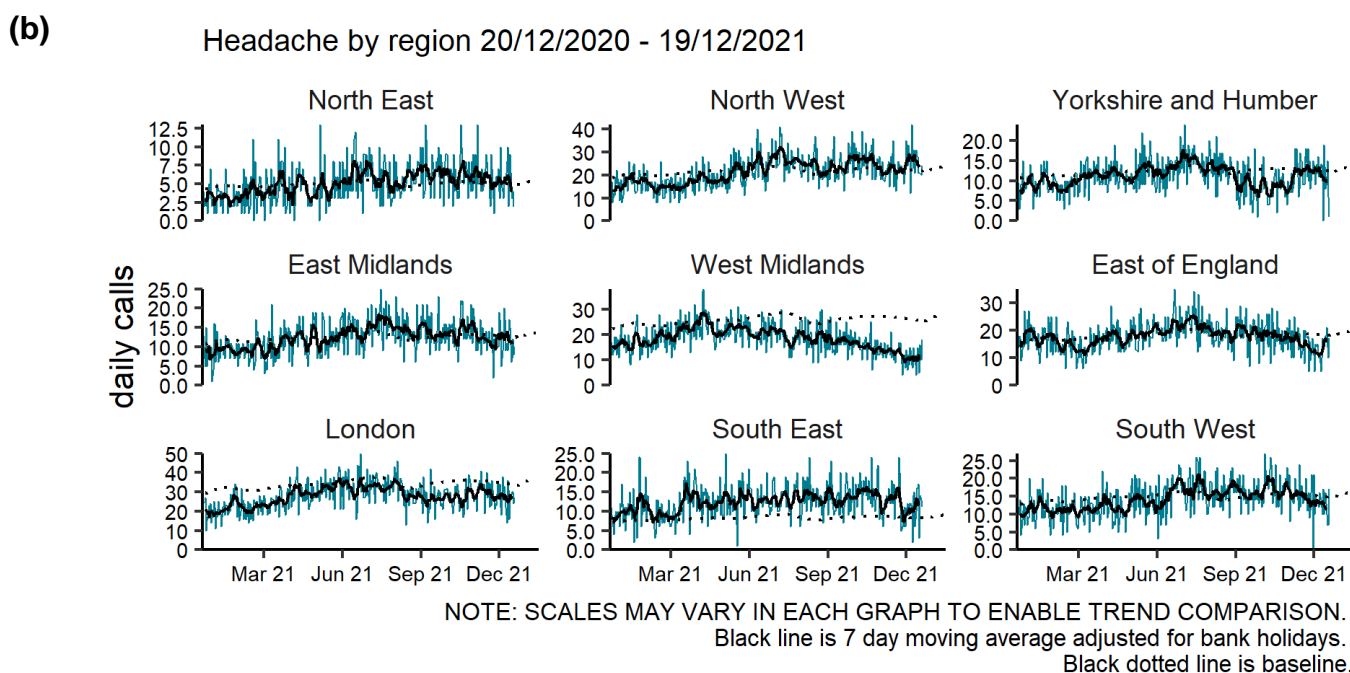 (b)
Headache by region 20/12/2020 - 19/12/2021
North East
North West
Yorkshire and Humber
12.5
10.0
7.5
5.0
2.5
0.0
40
30
20
10
0
20.0
15.0
10.0
5.0
0.0
daily calls
East Midlands
West Midlands
East of England
25.0
20.0
15.0
10.0
5.0
0.0
30
20
10
0
30
20
10
0
London
South East
South West
50
40
30
20
10
0
25.0
20.0
15.0
10.0
5.0
0.0
25.0
20.0
15.0
10.0
5.0
0.0
Mar 21 Jun 21 Sep 21 Dec 21
Mar 21 Jun 21 Sep 21 Dec 21
Mar 21 Jun 21 Sep 21 Dec 21
NOTE: SCALES MAY VARY IN EACH GRAPH TO ENABLE TREND COMPARISON.
Black line is 7 day moving average adjusted for bank holidays.
Black dotted line is baseline.